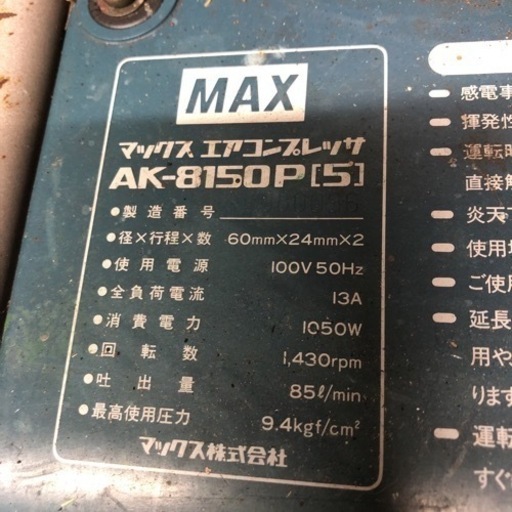 MAX
マックス エアコンプレッサ
AK-8150P[5]
●製造番号
●径×行程×数 60mm×24mm×2
●使用電源 100V 50Hz
●全負荷電流 13A
●消費電力 1050W
●回転数 1,430rpm
●吐出量 85ℓ/min
●最高使用圧力 9.4kgf/cm²
マックス株式会社
感電事
揮発性
運転時
直接触
炎天下
使用
ご使用
延長
用や
ります
運転
すぐ